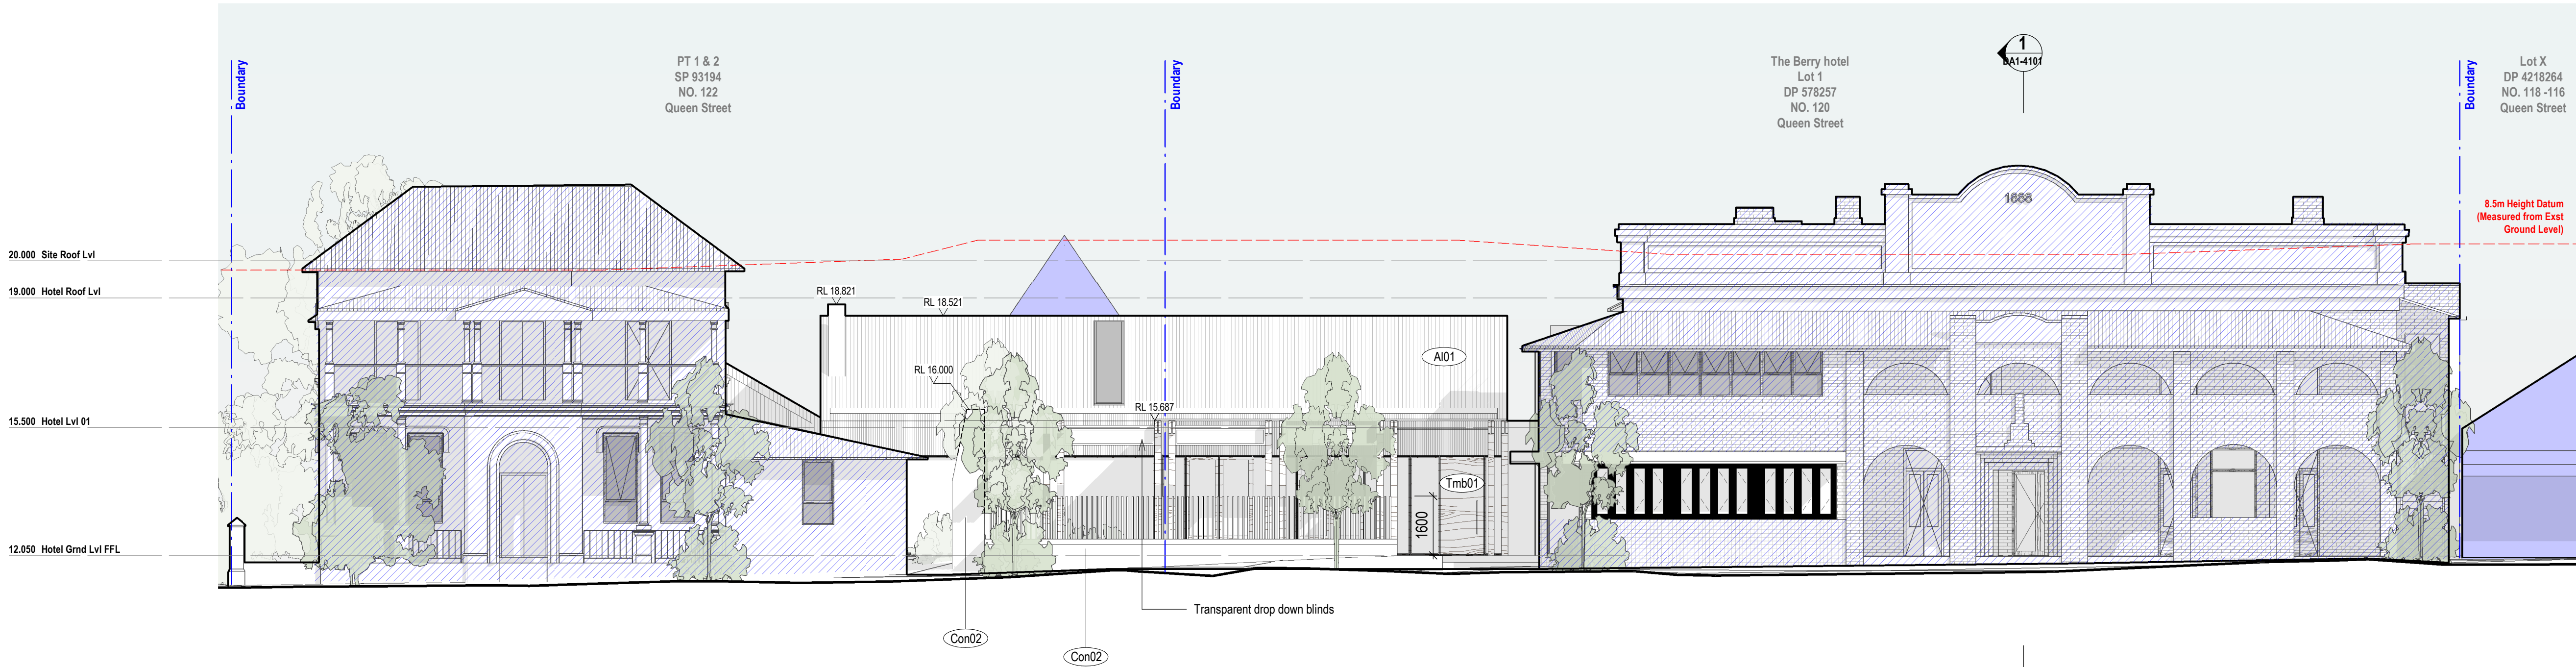 Boundary
PT 1 & 2
SP 93194
NO. 122
Queen Street
Boundary
The Berry hotel
Lot 1
DP 578257
NO. 120
Queen Street
1
DA1-4101
Boundary
Lot X
DP 4218264
NO. 118 -116
Queen Street
8.5m Height Datum
(Measured from Exst
Ground Level)
1888
20.000 Site Roof Lvl
19.000 Hotel Roof Lvl
RL 18.821
RL 18.521
Al01
RL 16.000
RL 15.687
15.500 Hotel Lvl 01
Tmb01
1600
12.050 Hotel Grnd Lvl FFL
Transparent drop down blinds
Con02
Con02